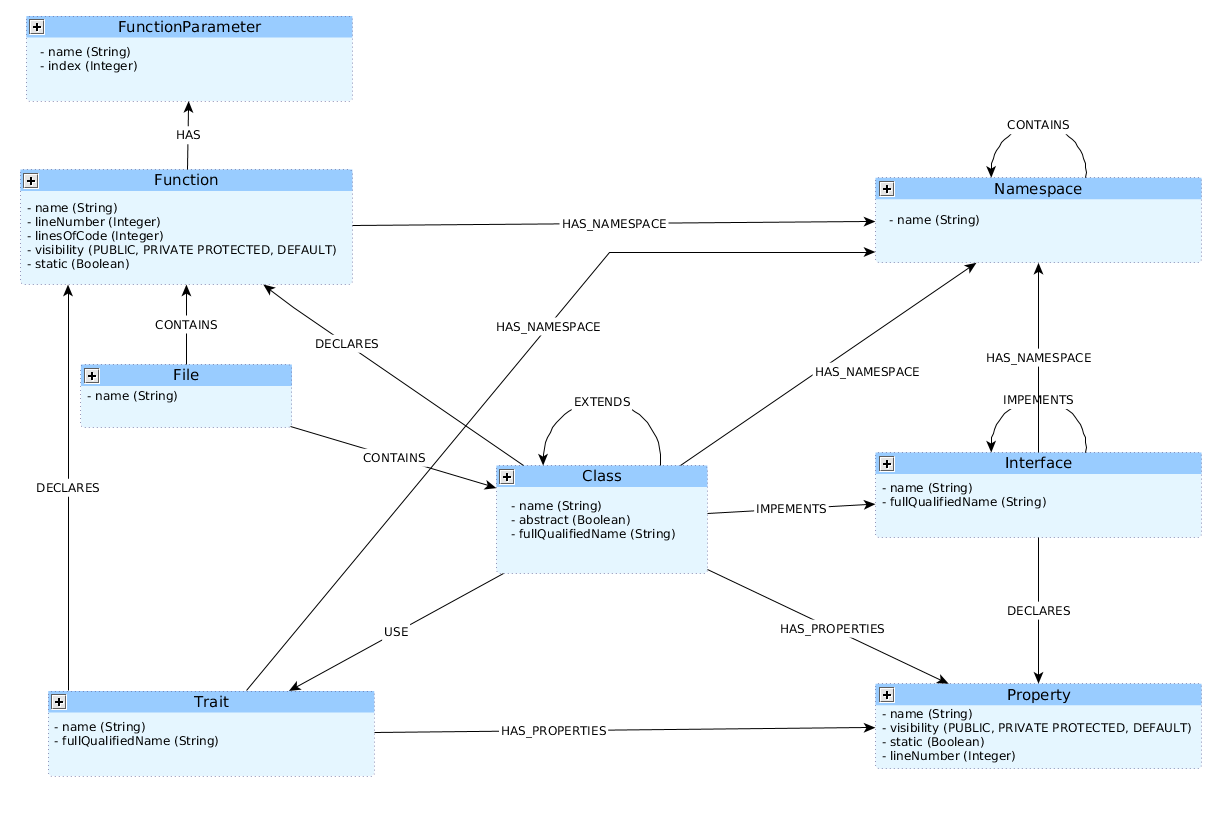 FunctionParameter
- name (String)
- index (Integer)
HAS
Function
- name (String)
- lineNumber (Integer)
- linesOfCode (Integer)
- visibility (PUBLIC, PRIVATE PROTECTED, DEFAULT)
- static (Boolean)
CONTAINS
Namespace
- name (String)
HAS_NAMESPACE
HAS_NAMESPACE
CONTAINS
DECLARES
File
- name (String)
HAS_NAMESPACE
HAS_NAMESPACE
EXTENDS
IMPEMENTS
CONTAINS
DECLARES
Class
- name (String)
- abstract (Boolean)
- fullQualifiedName (String)
IMPEMENTS
Interface
- name (String)
- fullQualifiedName (String)
USE
HAS_PROPERTIES
DECLARES
Trait
- name (String)
- fullQualifiedName (String)
HAS_PROPERTIES
Property
- name (String)
- visibility (PUBLIC, PRIVATE PROTECTED, DEFAULT)
- static (Boolean)
- lineNumber (Integer)